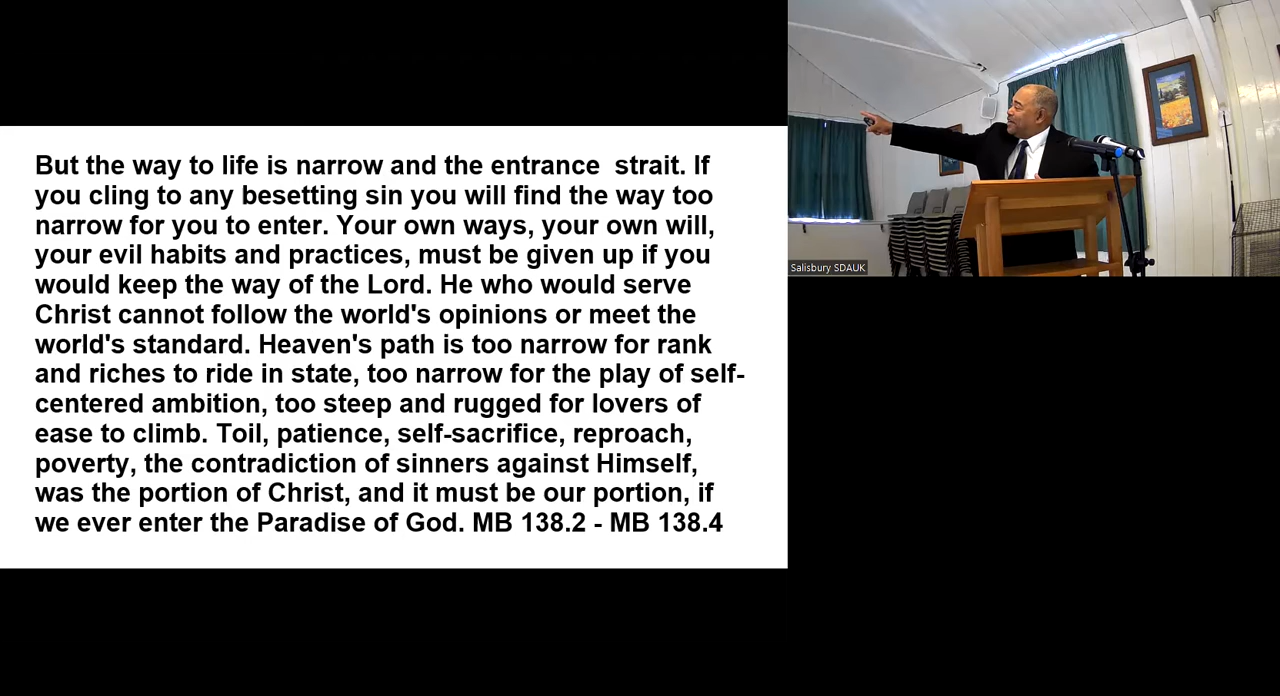 But the way to life is narrow and the entrance  strait. If
you cling to any besetting sin you will find the way too
narrow for you to enter. Your own ways, your own will,
your evil habits and practices, must be given up if you
would keep the way of the Lord. He who would serve
Christ cannot follow the world's opinions or meet the
world's standard. Heaven's path is too narrow for rank
and riches to ride in state, too narrow for the play of self-
centered ambition, too steep and rugged for lovers of
ease to climb. Toil, patience, self-sacrifice, reproach,
poverty, the contradiction of sinners against Himself,
was the portion of Christ, and it must be our portion, if
we ever enter the Paradise of God. MB 138.2 - MB 138.4
Salisbury SDAUK